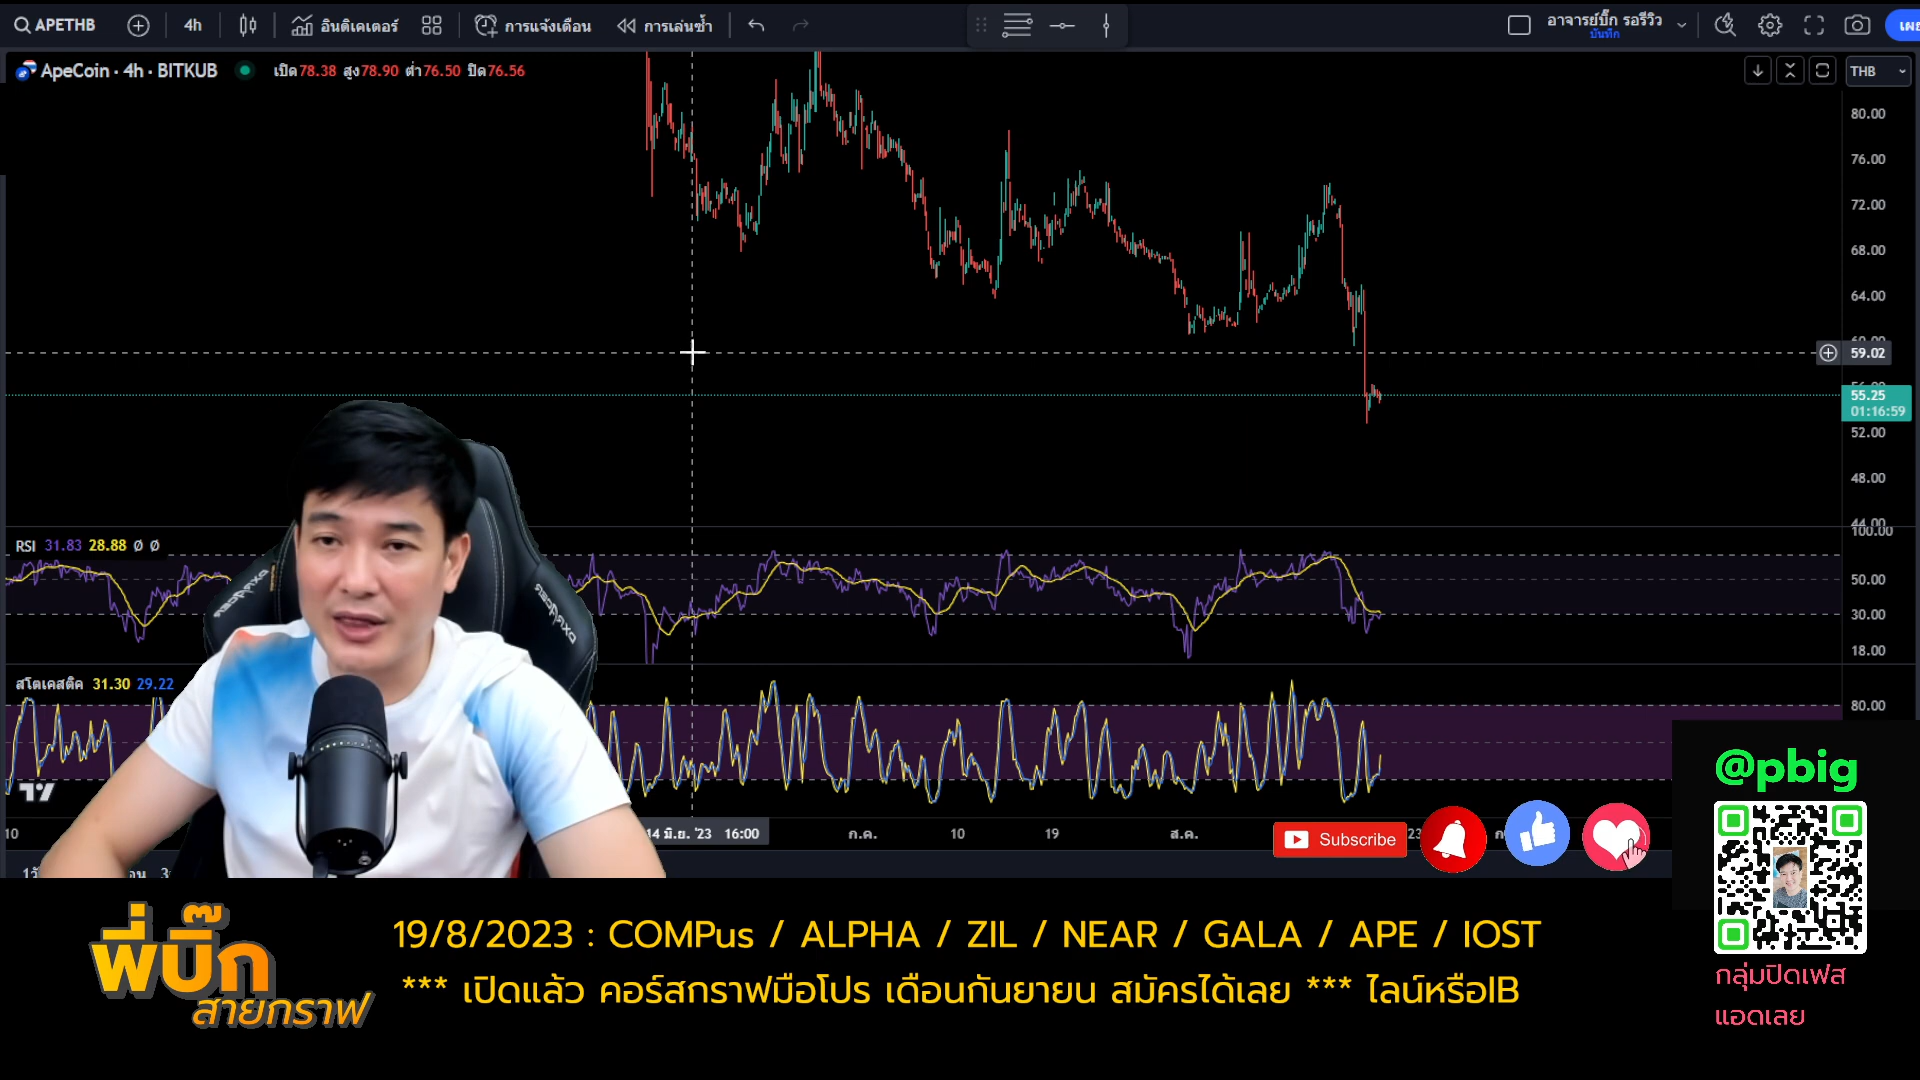 APETHB
4h
อินดิเคเตอร์
การแจ้งเตือน
การเล่นซ้ำ
อาจารย์บิ๊ก รอรีวิว
บันทึก
ApeCoin · 4h · BITKUB
เปิด78.38 สูง78.90 ต่ำ76.50 ปิด76.56
THB
80.00
76.00
72.00
68.00
64.00
59.02
55.25
01:16:59
52.00
48.00
44.00
RSI 31.83 28.88 Ø Ø
100.00
50.00
30.00
18.00
สโตแคสติค 31.30 29.22
80.00
10
14 มิ.ย. '23 16:00
ก.ค.
10
19
ส.ค.
23
Subscribe
DXRACER
DXRACER
@pbig
กลุ่มปิดเฟส
แอดเลย
พี่บิ๊ก
สายกราฟ
19/8/2023 : COMPus / ALPHA / ZIL / NEAR / GALA / APE / IOST
*** เปิดแล้ว คอร์สกราฟมือโปร เดือนกันยายน สมัครได้เลย *** ไลน์หรือIB